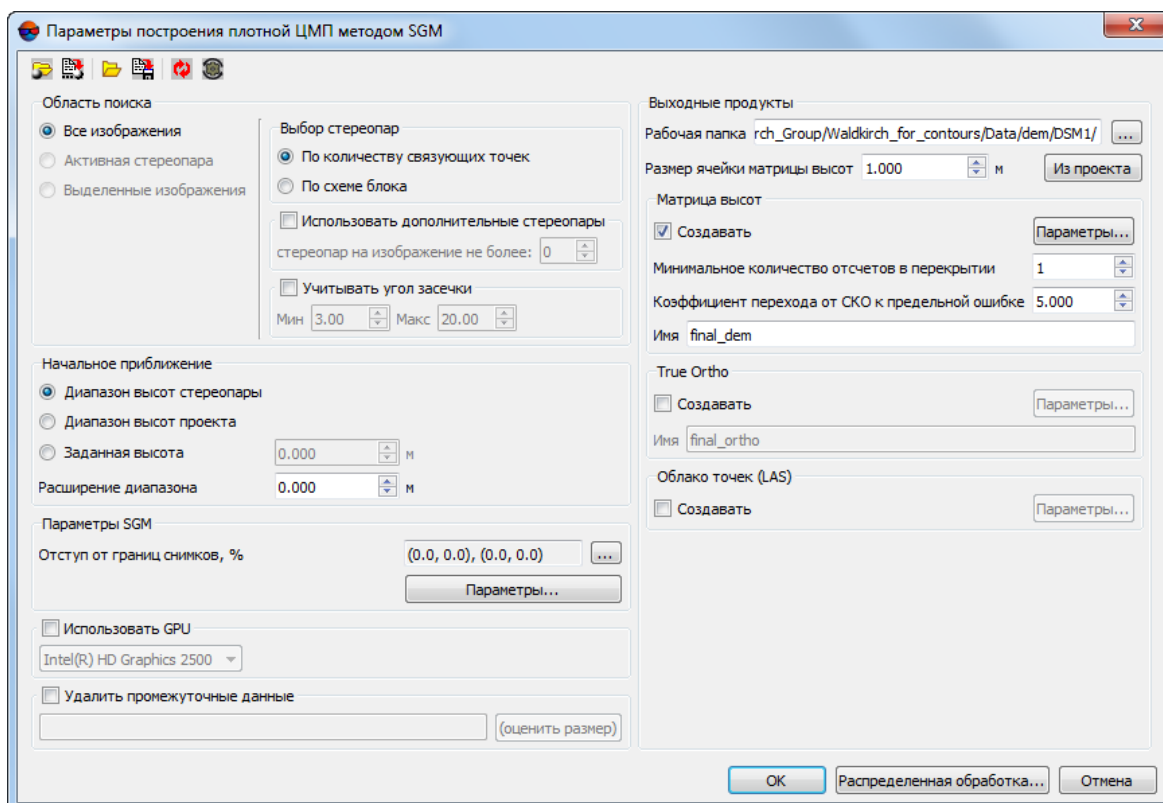 Параметры построения плотной ЦМП методом SGM
Область поиска
Все изображения
Активная стереопара
Выделенные изображения
Выбор стереопар
По количеству связующих точек
По схеме блока
Использовать дополнительные стереопары
стереопар на изображение не более: 0
Учитывать угол засечки
Мин 3.00 Макс 20.00
Начальное приближение
Диапазон высот стереопары
Диапазон высот проекта
Заданная высота 0.000 м
Расширение диапазона 0.000 м
Параметры SGM
Отступ от границ снимков, % (0.0, 0.0), (0.0, 0.0) ...
Параметры...
Использовать GPU
Intel(R) HD Graphics 2500
Удалить промежуточные данные
(оценить размер)
Выходные продукты
Рабочая папка rch_Group/Waldkirch_for_contours/Data/dem/DSM1/ ...
Размер ячейки матрицы высот 1.000 м Из проекта
Матрица высот
Создавать Параметры...
Минимальное количество отсчетов в перекрытии 1
Коэффициент перехода от СКО к предельной ошибке 5.000
Имя final_dem
True Ortho
Создавать Параметры...
Имя final_ortho
Облако точек (LAS)
Создавать Параметры...
OK Распределенная обработка... Отмена